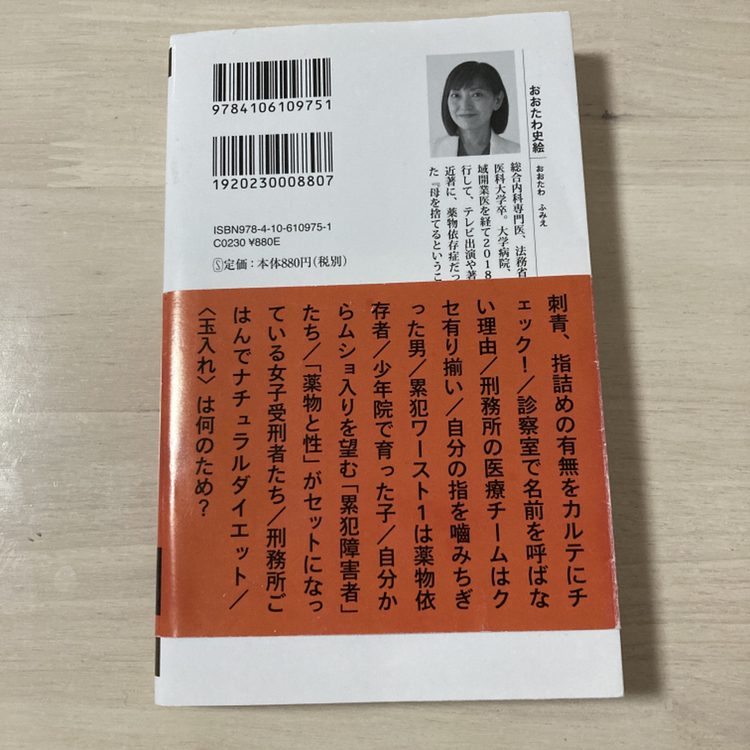 9784106109751
1920230008807
ISBN978-4-10-610975-1
C0230 ¥880E
Ⓢ定価：本体880円(税別)
おおたわ史絵
おおたわ ふみえ
総合内科専門医、法務省
医科大学卒。大学病院、
域開業医を経て2018
行して、テレビ出演や著
近著に、薬物依存症だっ
た『母を捨てるというこ
刺青、指詰めの有無をカルテにチ
ェック！／診察室で名前を呼ばな
い理由／刑務所の医療チームはク
セ有り揃い／自分の指を嚙みちぎ
った男／累犯ワースト1は薬物依
存者／少年院で育った子／自分か
らムショ入りを望む「累犯障害者」
たち／「薬物と性」がセットになっ
ている女子受刑者たち／刑務所ご
はんでナチュラルダイエット／
〈玉入れ〉は何のため？